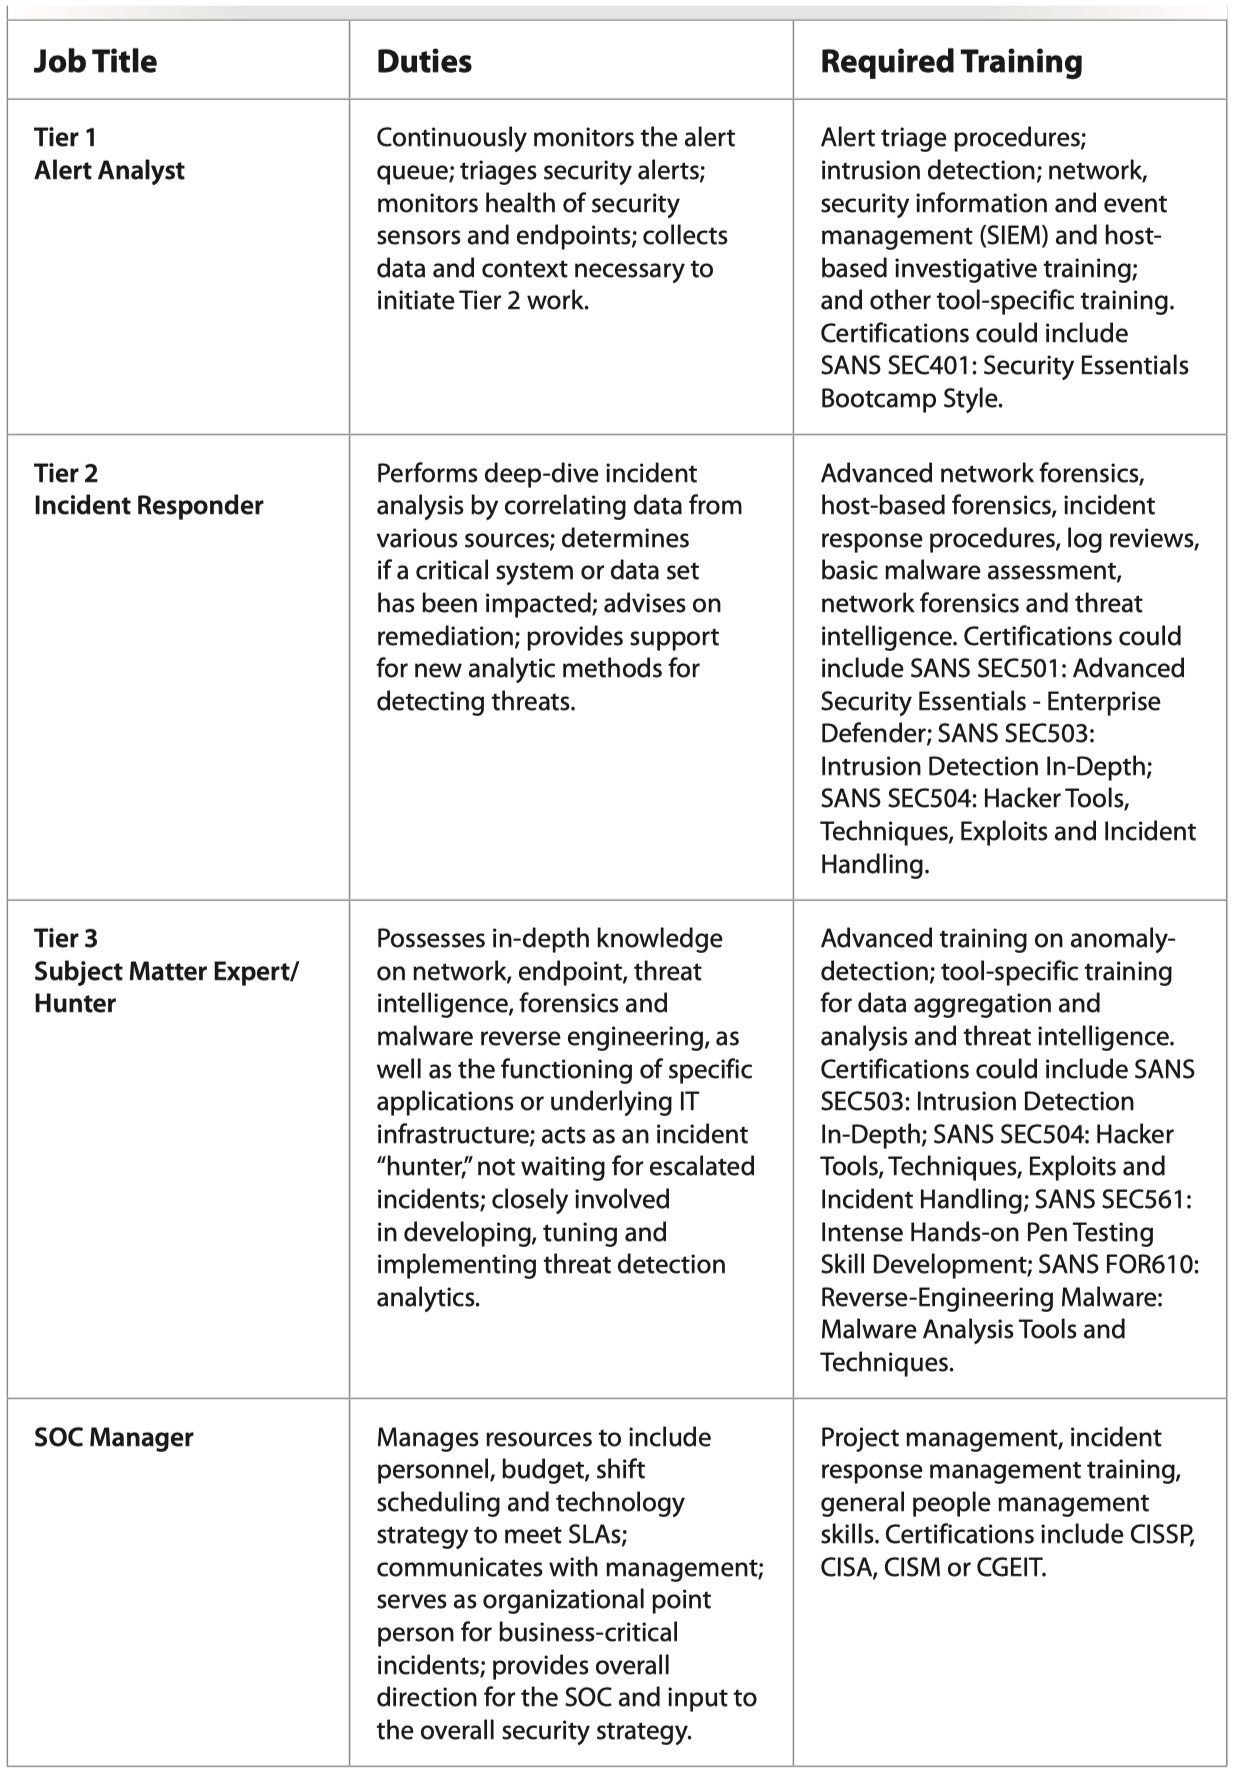 Job Title
Duties
Required Training
Tier 1
Alert Analyst
Continuously monitors the alert
queue; triages security alerts;
monitors health of security
sensors and endpoints; collects
data and context necessary to
initiate Tier 2 work.
Alert triage procedures;
intrusion detection; network,
security information and event
management (SIEM) and host-
based investigative training;
and other tool-specific training.
Certifications could include
SANS SEC401: Security Essentials
Bootcamp Style.
Tier 2
Incident Responder
Performs deep-dive incident
analysis by correlating data from
various sources; determines
if a critical system or data set
has been impacted; advises on
remediation; provides support
for new analytic methods for
detecting threats.
Advanced network forensics,
host-based forensics, incident
response procedures, log reviews,
basic malware assessment,
network forensics and threat
intelligence. Certifications could
include SANS SEC501: Advanced
Security Essentials - Enterprise
Defender; SANS SEC503:
Intrusion Detection In-Depth;
SANS SEC504: Hacker Tools,
Techniques, Exploits and Incident
Handling.
Tier 3
Subject Matter Expert/
Hunter
Possesses in-depth knowledge
on network, endpoint, threat
intelligence, forensics and
malware reverse engineering, as
well as the functioning of specific
applications or underlying IT
infrastructure; acts as an incident
“hunter,” not waiting for escalated
incidents; closely involved
in developing, tuning and
implementing threat detection
analytics.
Advanced training on anomaly-
detection; tool-specific training
for data aggregation and
analysis and threat intelligence.
Certifications could include SANS
SEC503: Intrusion Detection
In-Depth; SANS SEC504: Hacker
Tools, Techniques, Exploits and
Incident Handling; SANS SEC561:
Intense Hands-on Pen Testing
Skill Development; SANS FOR610:
Reverse-Engineering Malware:
Malware Analysis Tools and
Techniques.
SOC Manager
Manages resources to include
personnel, budget, shift
scheduling and technology
strategy to meet SLAs;
communicates with management;
serves as organizational point
person for business-critical
incidents; provides overall
direction for the SOC and input to
the overall security strategy.
Project management, incident
response management training,
general people management
skills. Certifications include CISSP,
CISA, CISM or CGEIT.